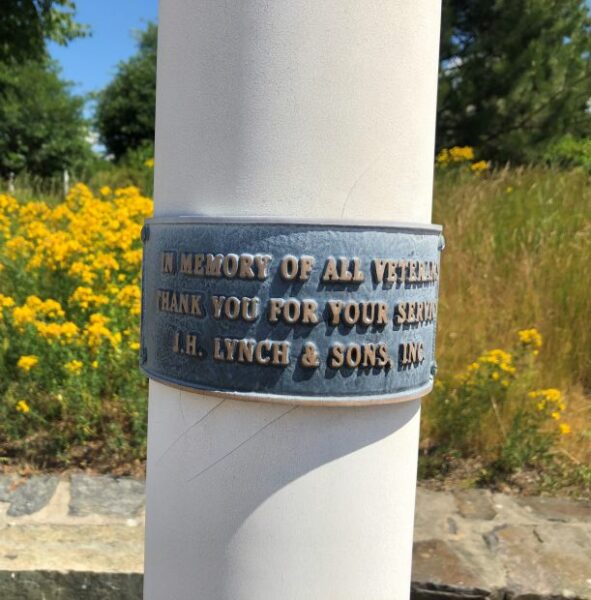 IN MEMORY OF ALL VETERANS
THANK YOU FOR YOUR SERVICE
J.H. LYNCH & SONS, INC.